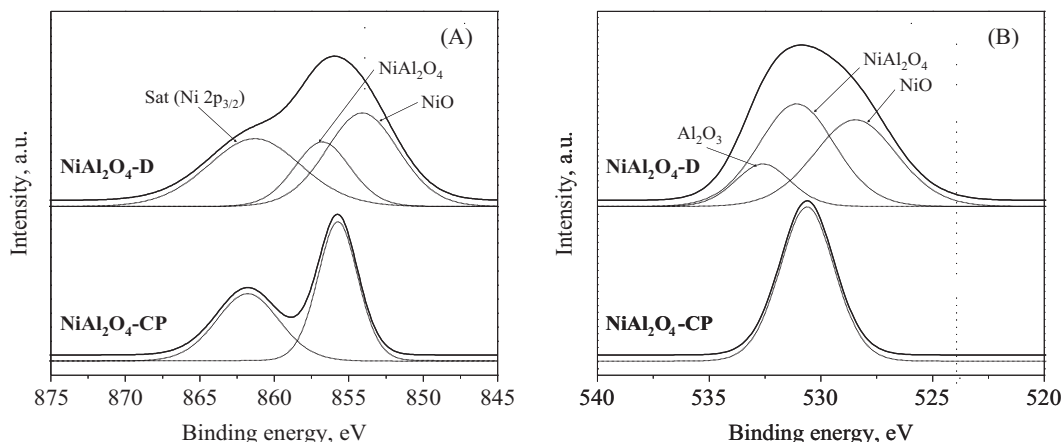 (A)
NiAl₂O₄
Sat (Ni 2p₃/₂)
NiO
NiAl₂O₄-D
NiAl₂O₄-CP
Intensity, a.u.
875 870 865 860 855 850 845
Binding energy, eV
(B)
NiAl₂O₄
NiO
Al₂O₃
NiAl₂O₄-D
NiAl₂O₄-CP
Intensity, a.u.
540 535 530 525 520
Binding energy, eV